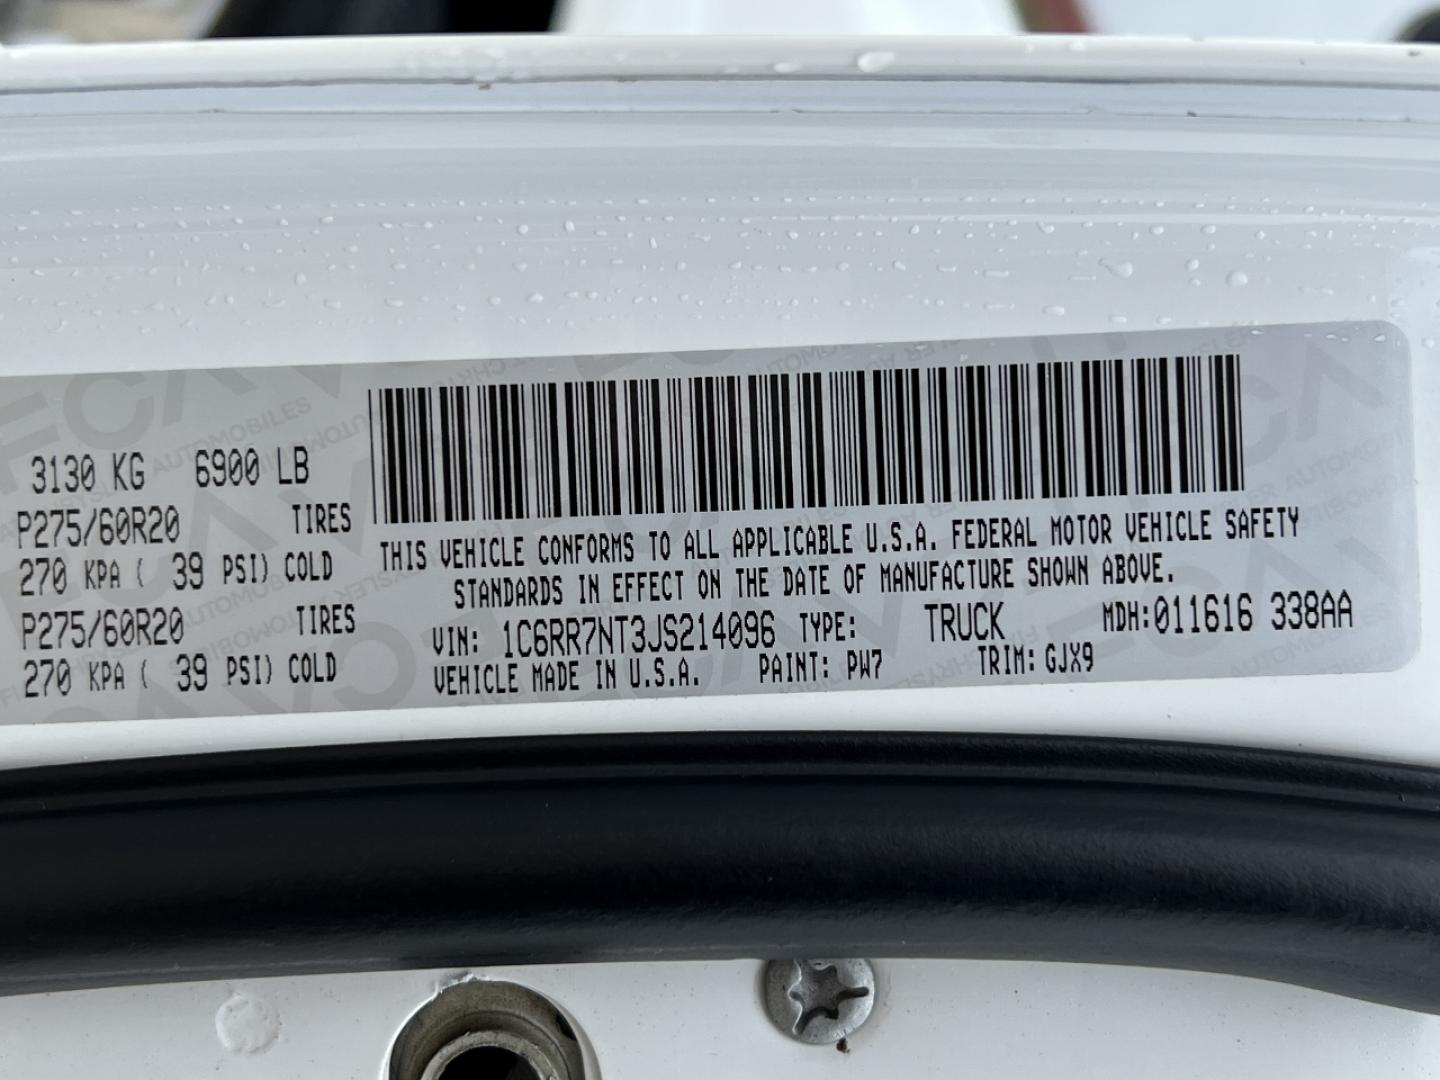 3130 KG 6900 LB
P275/60R20 TIRES
270 KPA ( 39 PSI) COLD
P275/60R20 TIRES
270 KPA ( 39 PSI) COLD
THIS VEHICLE CONFORMS TO ALL APPLICABLE U.S.A. FEDERAL MOTOR VEHICLE SAFETY
STANDARDS IN EFFECT ON THE DATE OF MANUFACTURE SHOWN ABOVE.
VIN: 1C6RR7NT3JS214096 TYPE: TRUCK MDH:011616 338AA
VEHICLE MADE IN U.S.A. PAINT: PW7 TRIM: GJX9